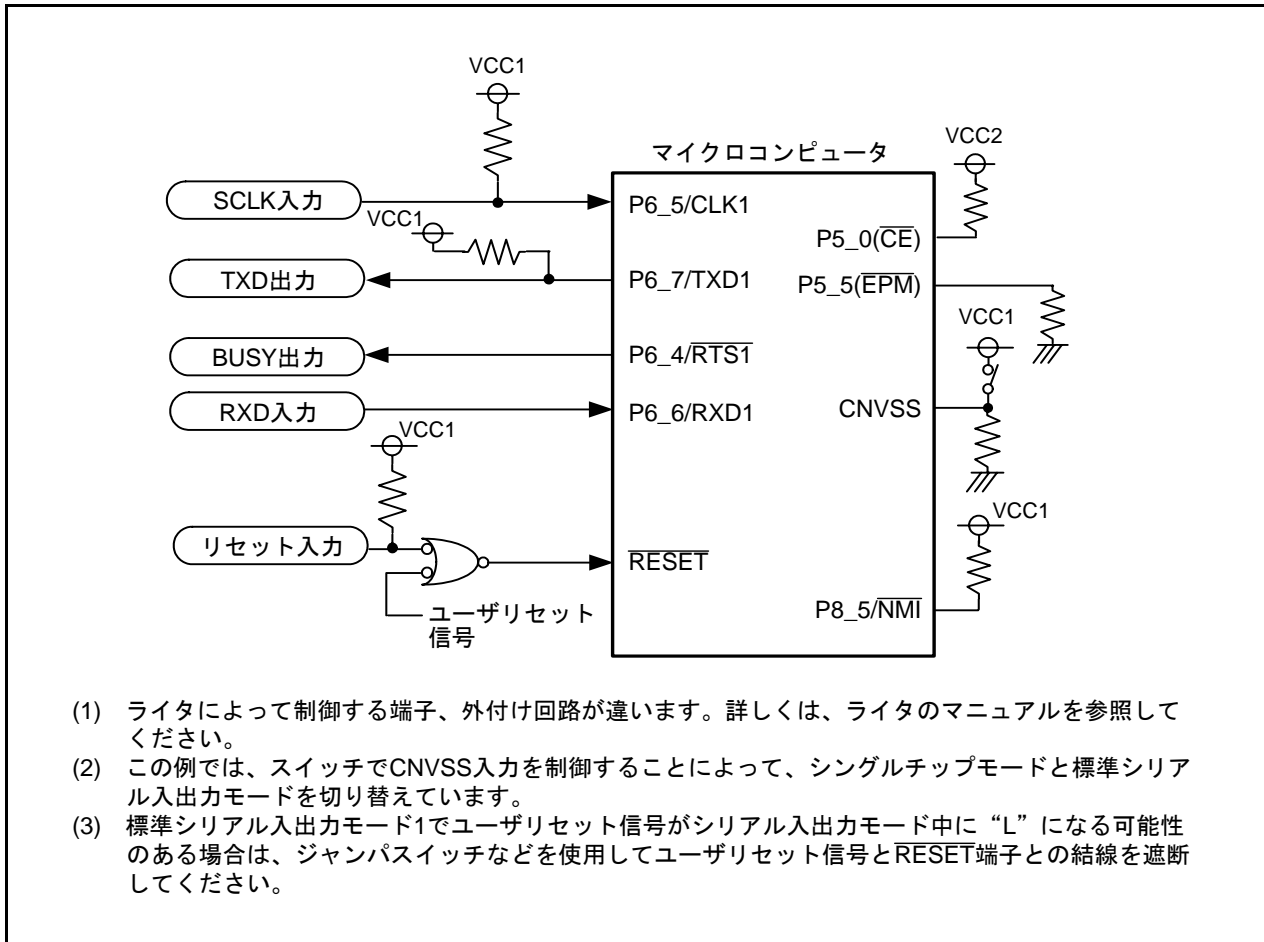 VCC1
VCC2
マイクロコンピュータ
SCLK入力
P6_5/CLK1
VCC1
P5_0(CE)
TXD出力
P6_7/TXD1
P5_5(EPM)
VCC1
BUSY出力
P6_4/RTS1
RXD入力
P6_6/RXD1
CNVSS
VCC1
VCC1
リセット入力
RESET
ユーザリセット
信号
P8_5/NMI
(1) ライタによって制御する端子、外付け回路が違います。詳しくは、ライタのマニュアルを参照して
ください。
(2) この例では、スイッチでCNVSS入力を制御することによって、シングルチップモードと標準シリア
ル入出力モードを切り替えています。
(3) 標準シリアル入出力モード1でユーザリセット信号がシリアル入出力モード中に“L”になる可能性
のある場合は、ジャンパスイッチなどを使用してユーザリセット信号とRESET端子との結線を遮断
してください。